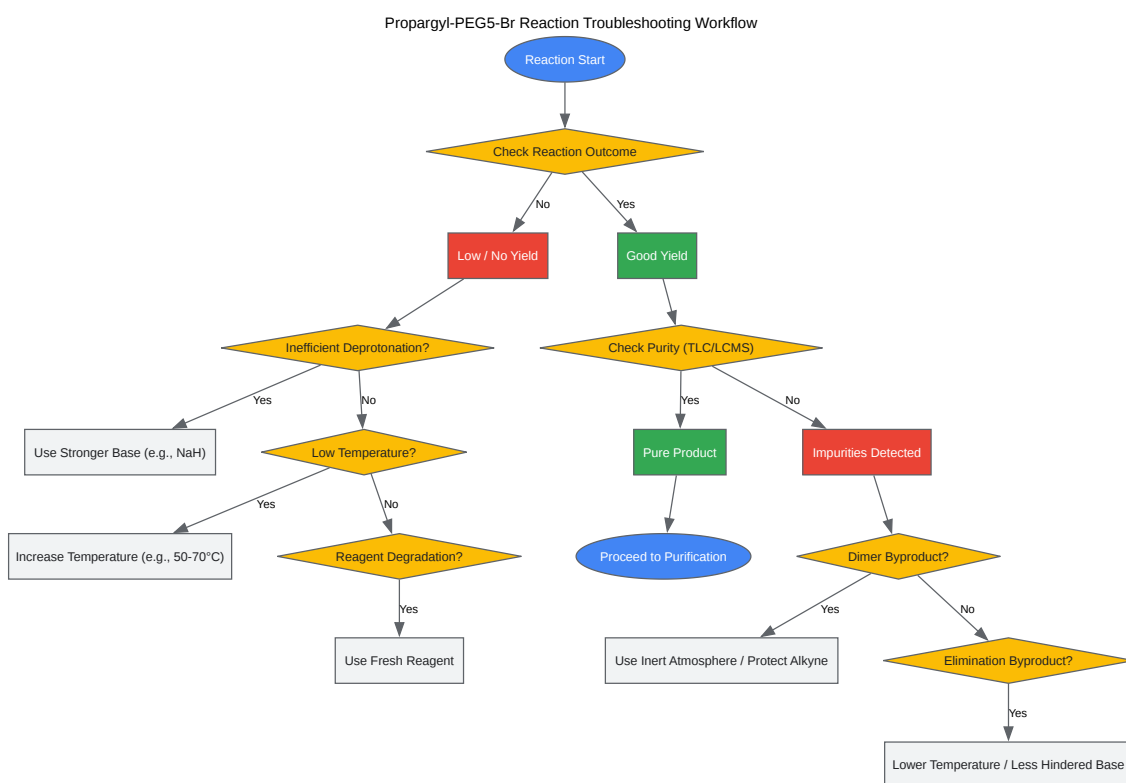 Propargyl-PEG5-Br Reaction Troubleshooting Workflow
Reaction Start
Check Reaction Outcome
No
Yes
Low / No Yield
Good Yield
Inefficient Deprotonation?
Check Purity (TLC/LCMS)
Yes
No
Yes
No
Use Stronger Base (e.g., NaH)
Low Temperature?
Pure Product
Impurities Detected
Yes
No
Increase Temperature (e.g., 50-70°C)
Reagent Degradation?
Proceed to Purification
Dimer Byproduct?
Yes
Yes
No
Use Fresh Reagent
Use Inert Atmosphere / Protect Alkyne
Elimination Byproduct?
Yes
Lower Temperature / Less Hindered Base